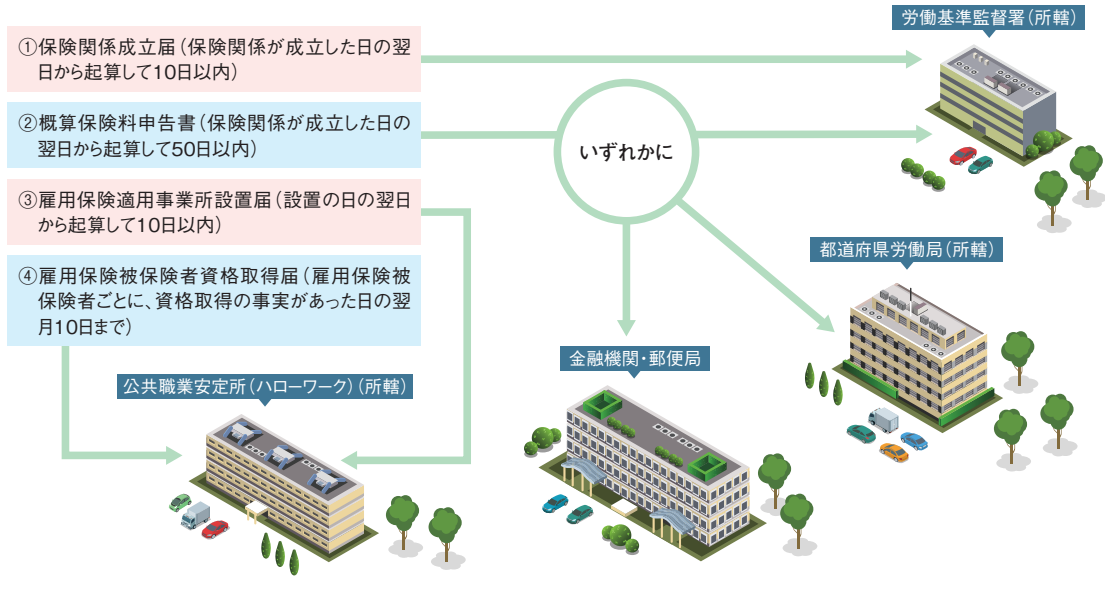 労働基準監督署（所轄）
①保険関係成立届（保険関係が成立した日の翌
日から起算して10日以内）
②概算保険料申告書（保険関係が成立した日の
翌日から起算して50日以内）
いずれかに
③雇用保険適用事業所設置届（設置の日の翌日
から起算して10日以内）
④雇用保険被保険者資格取得届（雇用保険被
保険者ごとに、資格取得の事実があった日の翌
月10日まで）
都道府県労働局（所轄）
金融機関・郵便局
公共職業安定所（ハローワーク）（所轄）